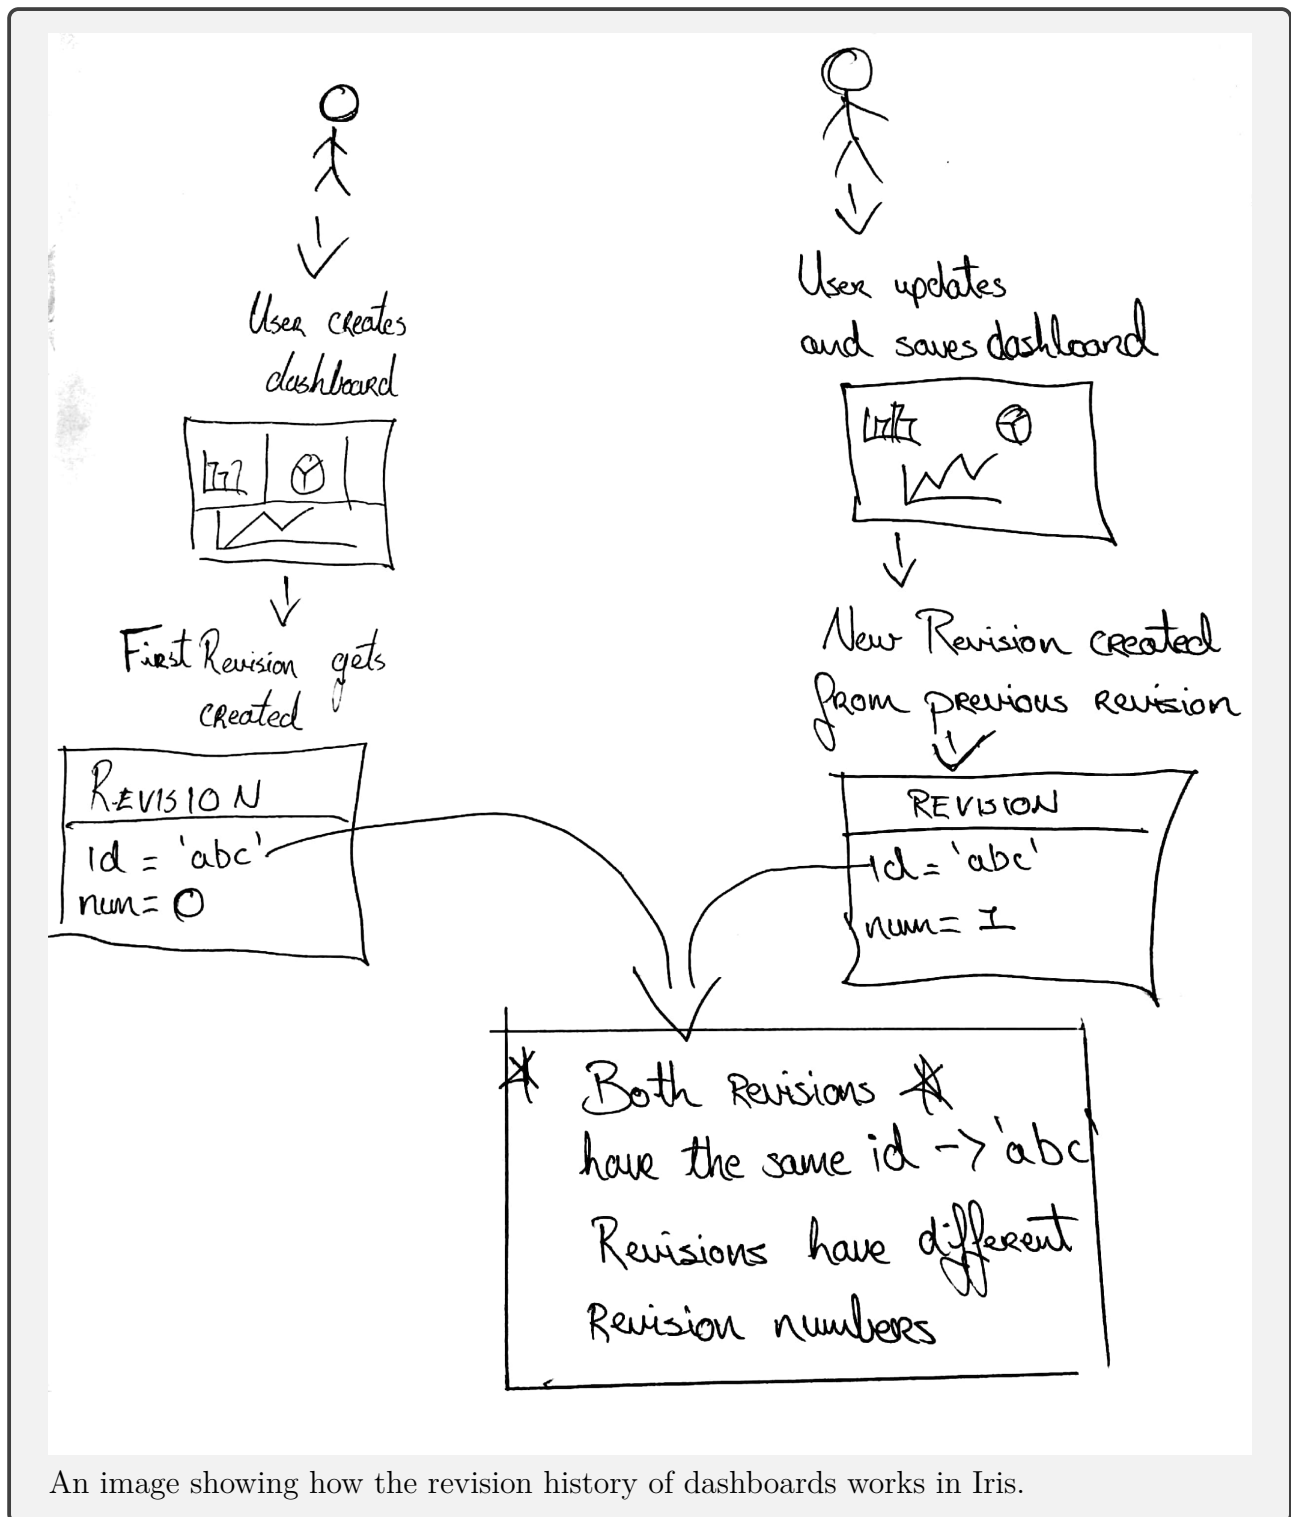 User creates
dashboard
First Revision gets
created
REVISION
id = 'abc'
num = 0
User updates
and saves dashboard
New Revision created
from previous revision
REVISION
id = 'abc'
num = 1
* Both Revisions *
have the same id -> 'abc'
Revisions have different
Revision numbers
An image showing how the revision history of dashboards works in Iris.